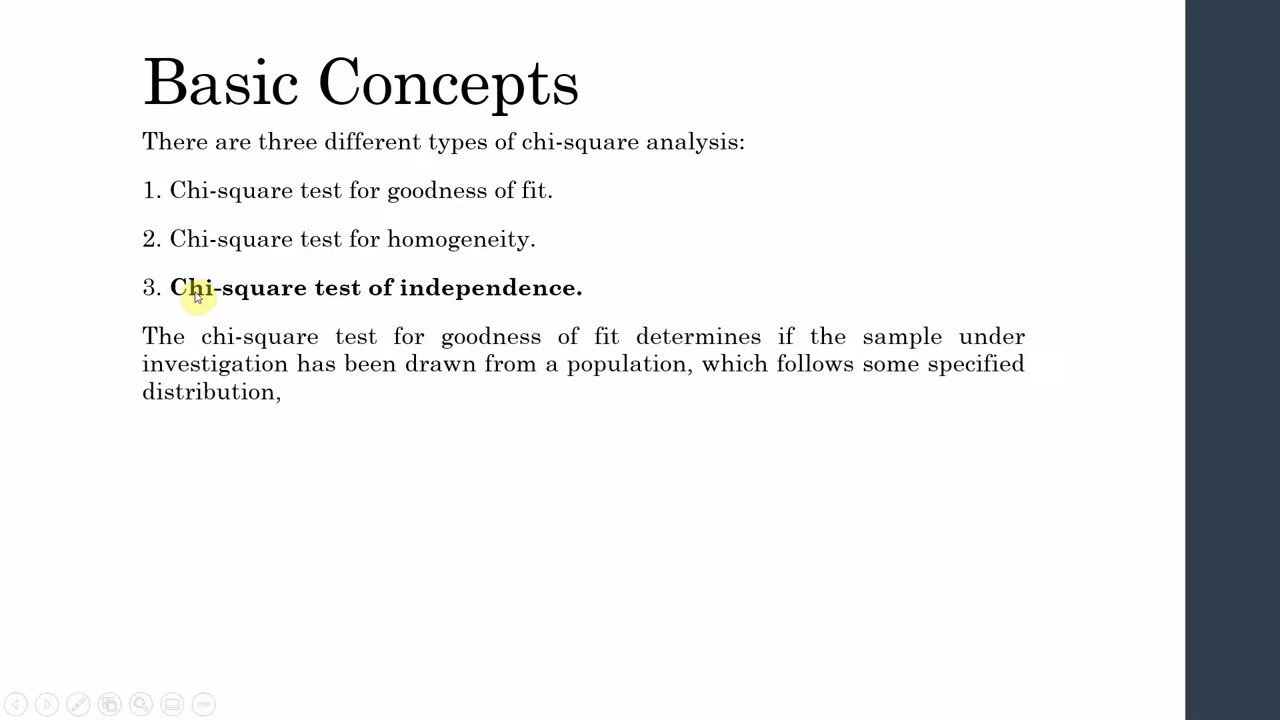 Basic Concepts
There are three different types of chi-square analysis:
1. Chi-square test for goodness of fit.
2. Chi-square test for homogeneity.
3. Chi-square test of independence.
The chi-square test for goodness of fit determines if the sample under
investigation has been drawn from a population, which follows some specified
distribution,